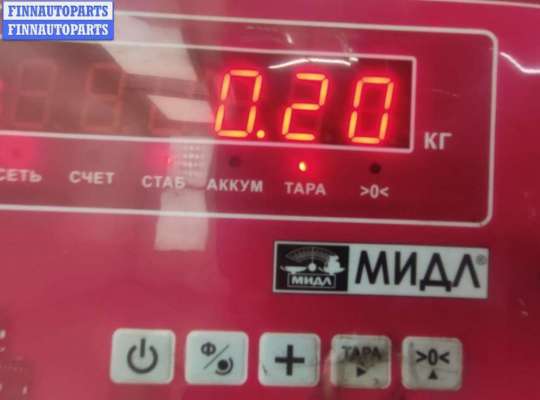 FINNAUTOPARTS
FINNAUTOPARTS
0.20 КГ
СЕТЬ СЧЕТ СТАБ АККУМ ТАРА >0<
МИДЛ МИДЛ®
Ф + ТАРА >0<